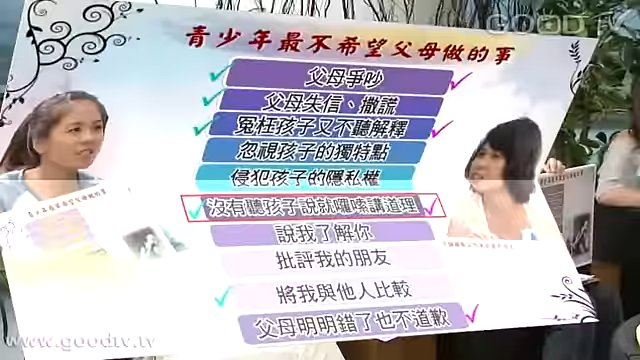 GOODTV
青少年最不希望父母做的事
父母爭吵
父母失信、撒謊
冤枉孩子又不聽解釋
忽視孩子的獨特點
侵犯孩子的隱私權
沒有聽孩子說就囉嗦講道理
說我了解你
批評我的朋友
將我與他人比較
父母明明錯了也不道歉
www.goodtv.tv